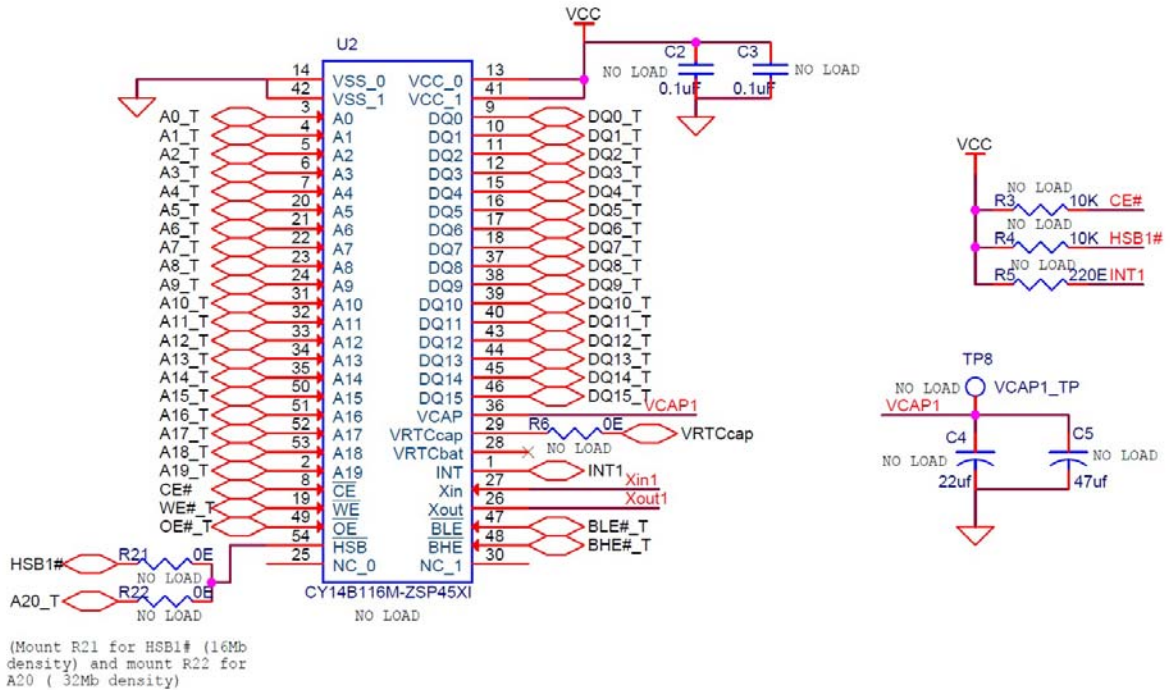 VCC
U2
C2
C3
NO LOAD
NO LOAD
0.1uF
0.1uF
14 VSS_0 VCC_0 13
42 VSS_1 VCC_1 41
A0_T 3 A0 DQ0 9 DQ0_T
A1_T 4 A1 DQ1 10 DQ1_T
A2_T 5 A2 DQ2 11 DQ2_T
A3_T 6 A3 DQ3 12 DQ3_T
A4_T 7 A4 DQ4 15 DQ4_T
A5_T 20 A5 DQ5 16 DQ5_T
A6_T 21 A6 DQ6 17 DQ6_T
A7_T 22 A7 DQ7 18 DQ7_T
A8_T 23 A8 DQ8 37 DQ8_T
A9_T 24 A9 DQ9 38 DQ9_T
A10_T 31 A10 DQ10 39 DQ10_T
A11_T 32 A11 DQ11 40 DQ11_T
A12_T 33 A12 DQ12 43 DQ12_T
A13_T 34 A13 DQ13 44 DQ13_T
A14_T 35 A14 DQ14 45 DQ14_T
A15_T 50 A15 DQ15 46 DQ15_T
A16_T 51 A16 VCAP 36 VCAP1
A17_T 52 A17 VRTCcap 29 R6 0E VRTCcap
NO LOAD
A18_T 53 A18 VRTCbat 28
A19_T 2 A19 INT 1 INT1
CE# 8 CE Xin 27 Xin1
WE#_T 19 WE Xout 26 Xout1
OE#_T 49 OE BLE 47 BLE#_T
54 HSB BHE 48 BHE#_T
25 NC_0 NC_1 30
HSB1# R21 0E
NO LOAD
A20_T R22 0E
NO LOAD
CY14B116M-ZSP45XI
NO LOAD
(Mount R21 for HSB1# (16Mb
density) and mount R22 for
A20 ( 32Mb density)
VCC
NO LOAD
R3 10K CE#
NO LOAD
R4 10K HSB1#
NO LOAD
R5 220E INT1
TP8
NO LOAD VCAP1_TP
VCAP1
C4
C5
NO LOAD
NO LOAD
22uf
47uf